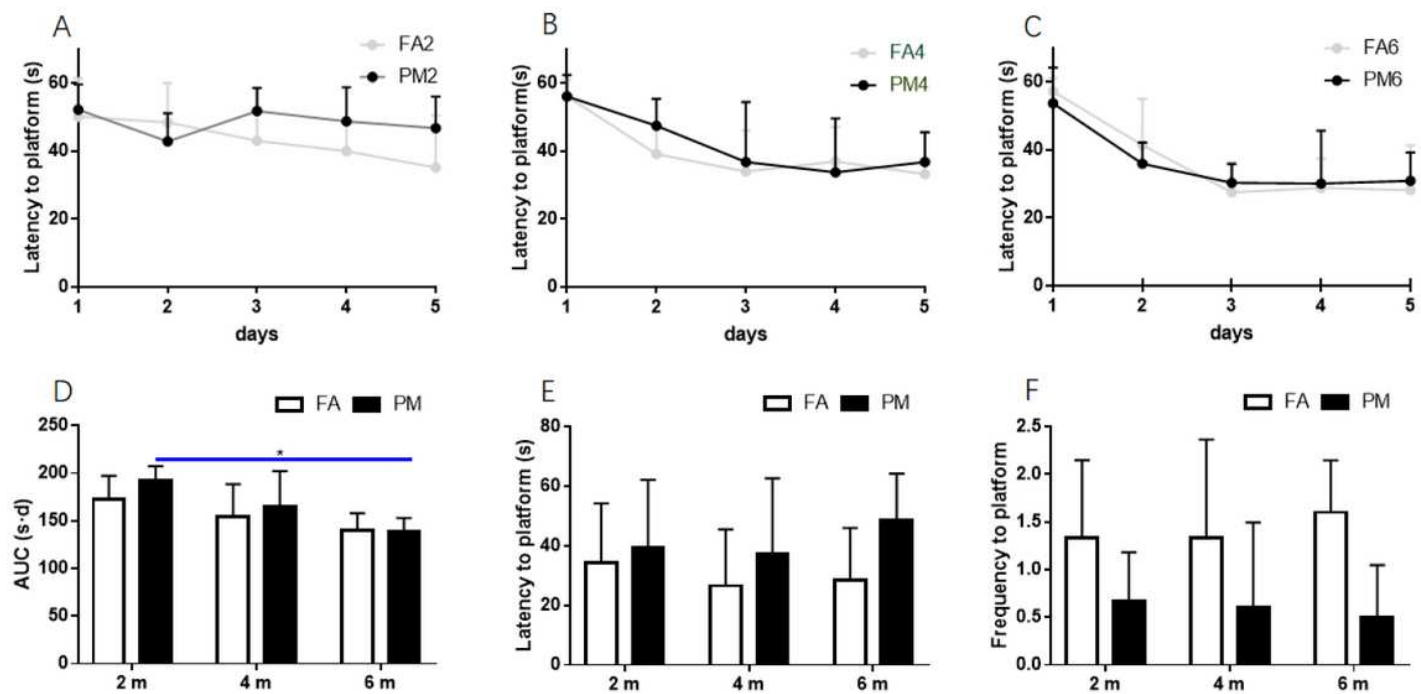 A
FA2
PM2
Latency to platform (s)
60
40
20
0
1 2 3 4 5
days
B
FA4
PM4
Latency to platform(s)
60
40
20
0
1 2 3 4 5
days
C
FA6
PM6
Latency to platform (s)
60
40
20
0
1 2 3 4 5
days
D
FA PM
AUC (s·d)
250
200
150
100
50
0
*
2 m 4 m 6 m
E
FA PM
Latency to platform (s)
80
60
40
20
0
2 m 4 m 6 m
F
FA PM
Frequency to platform
2.5
2.0
1.5
1.0
0.5
0.0
2 m 4 m 6 m